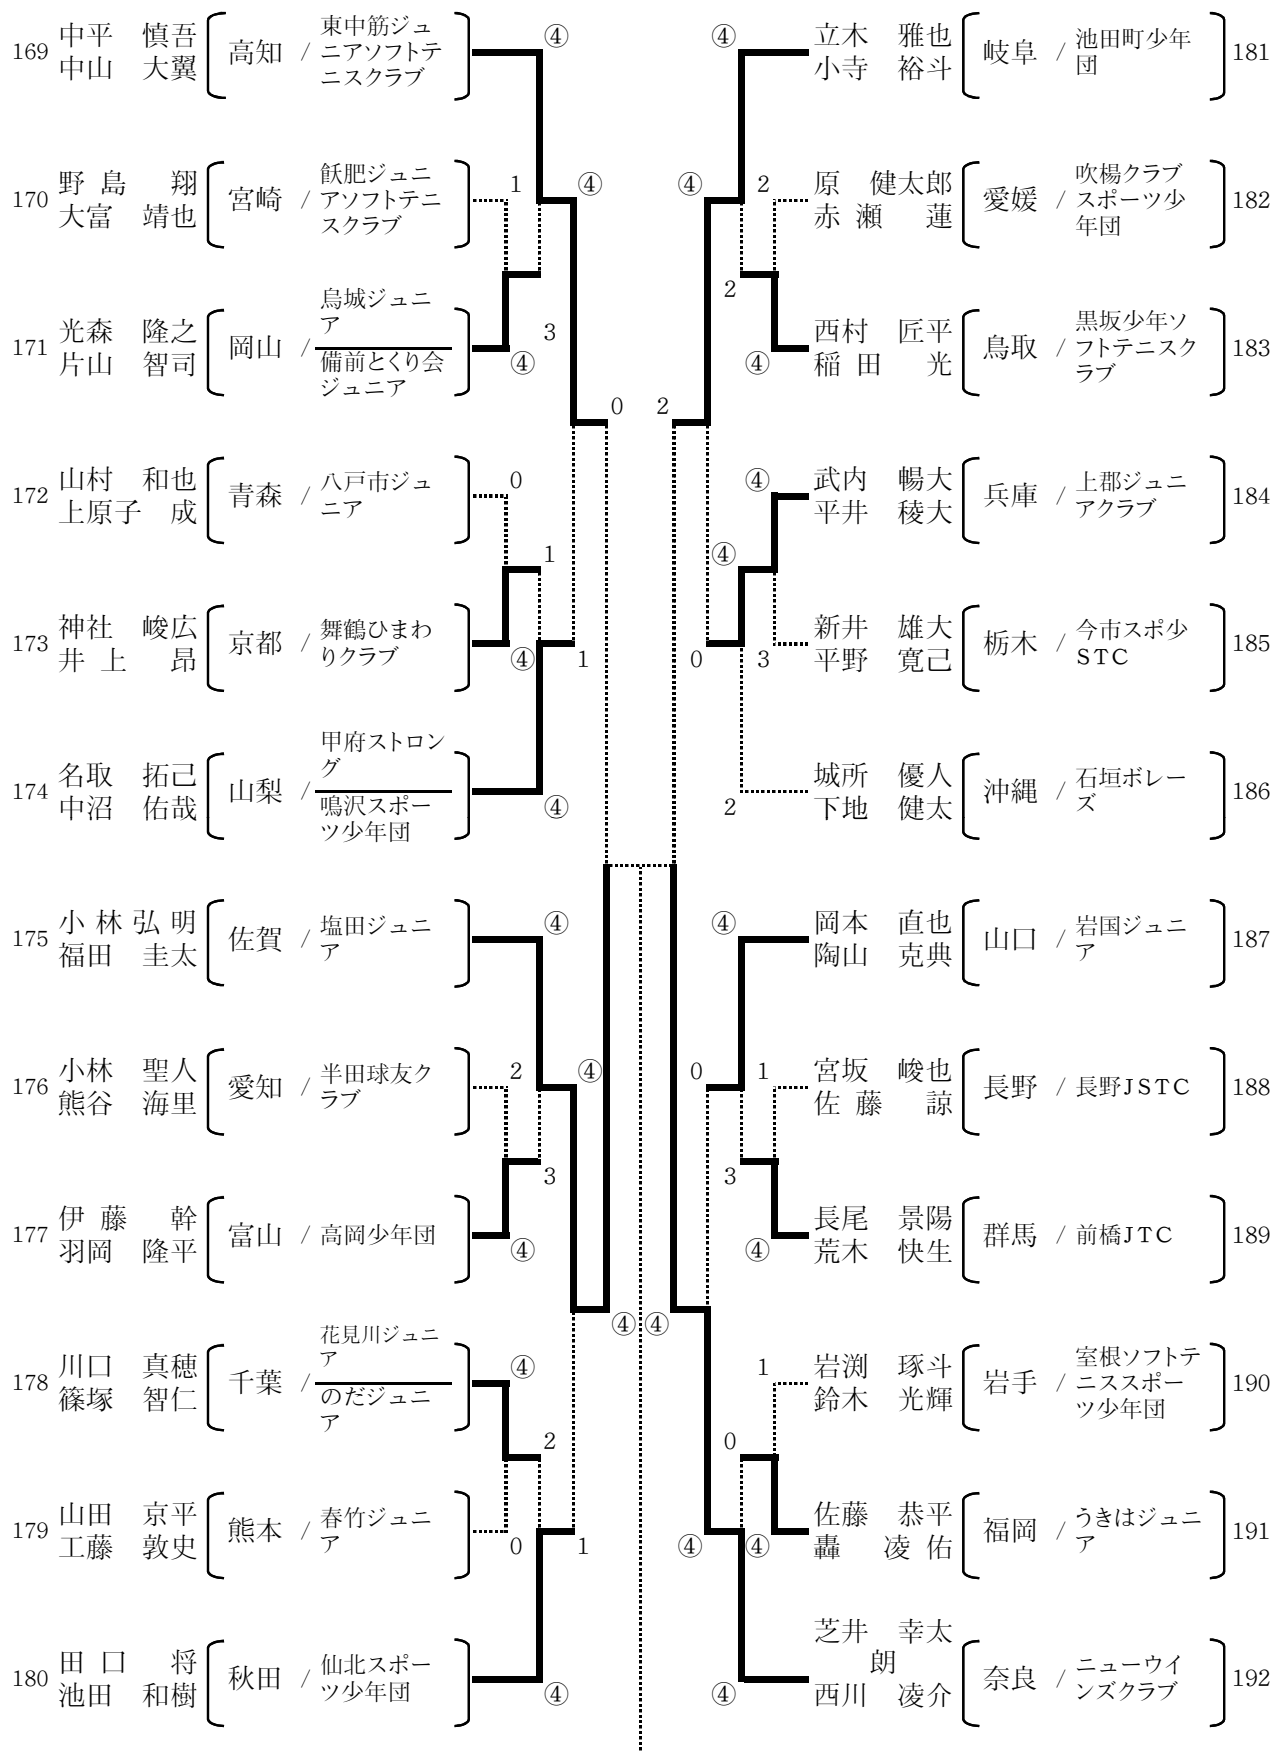 169
中平　慎吾
中山　大翼
高知
/
東中筋ジュ
ニアソフトテ
ニスクラブ
④
170
野 島　翔
大富　靖也
宮崎
/
飫肥ジュニ
アソフトテニ
スクラブ
1
④
171
光森　隆之
片山　智司
岡山
/
烏城ジュニ
ア
備前とくり会
ジュニア
3
④
0
172
山村　和也
上原子　成
青森
/
八戸市ジュ
ニア
0
1
173
神社　峻広
井 上　昂
京都
/
舞鶴ひまわ
りクラブ
④
1
174
名取　拓己
中沼　佑哉
山梨
/
甲府ストロン
グ
鳴沢スポー
ツ少年団
④
175
小 林 弘 明
福田　圭太
佐賀
/
塩田ジュニ
ア
④
176
小林　聖人
熊谷　海里
愛知
/
半田球友ク
ラブ
2
④
3
177
伊 藤　幹
羽岡　隆平
富山
/
高岡少年団
④
④
178
川口　真穂
篠塚　智仁
千葉
/
花見川ジュニ
ア
のだジュニ
ア
④
2
179
山田　京平
工藤　敦史
熊本
/
春竹ジュニ
ア
0
1
180
田 口　将
池田　和樹
秋田
/
仙北スポー
ツ少年団
④
④
立木　雅也
小寺　裕斗
岐阜
/
池田町少年
団
181
④
2
原　健太郎
赤 瀬　蓮
愛媛
/
吹楊クラブ
スポーツ少
年団
182
2
④
西村　匠平
稲 田　光
鳥取
/
黒坂少年ソ
フトテニスク
ラブ
183
2
④
武内　暢大
平井　稜大
兵庫
/
上郡ジュニ
アクラブ
184
④
0
3
新井　雄大
平野　寛己
栃木
/
今市スポ少
STC
185
2
城所　優人
下地　健太
沖縄
/
石垣ボレー
ズ
186
④
岡本　直也
陶山　克典
山口
/
岩国ジュニ
ア
187
0
1
宮坂　峻也
佐 藤　諒
長野
/
長野JSTC
188
3
④
長尾　景陽
荒木　快生
群馬
/
前橋JTC
189
④
1
岩渕　琢斗
鈴木　光輝
岩手
/
室根ソフトテ
ニススポー
ツ少年団
190
0
④
④
佐藤　恭平
轟　凌 佑
福岡
/
うきはジュニ
ア
191
④
芝井　幸太
朗
西川　凌介
奈良
/
ニューウイ
ンズクラブ
192